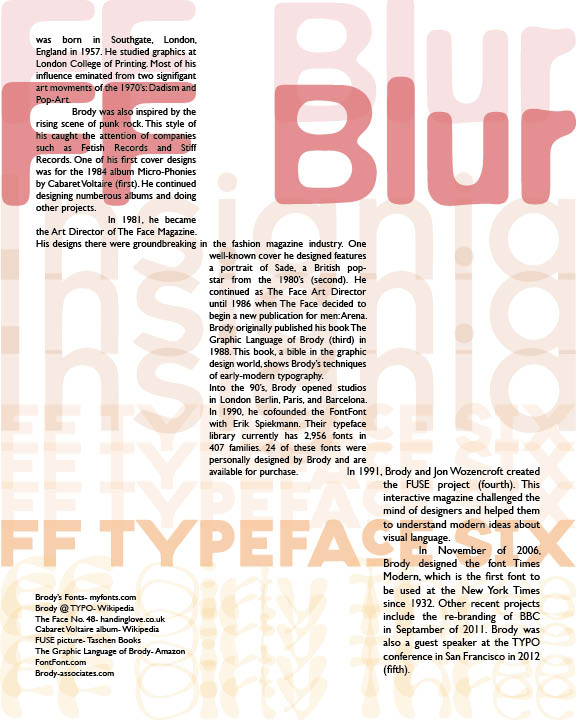 FF Blur
FF Blur
was born in Southgate, London,
England in 1957. He studied graphics at
London College of Printing. Most of his
influence eminated from two signifigant
art movments of the 1970's; Dadism and
Pop-Art.
Brody was also inspired by the
rising scene of punk rock. This style of
his caught the attention of companies
such as Fetish Records and Stiff
Records. One of his first cover designs
was for the 1984 album Micro-Phonies
by Cabaret Voltaire (first). He continued
designing numberous albums and doing
other projects.
In 1981, he became
the Art Director of The Face Magazine.
His designs there were groundbreaking in the fashion magazine industry. One
well-known cover he designed features
a portrait of Sade, a British pop-
star from the 1980's (second). He
continued as The Face Art Director
until 1986 when The Face decided to
begin a new publication for men: Arena.
Brody originally published his book The
Graphic Language of Brody (third) in
1988. This book, a bible in the graphic
design world, shows Brody's techniques
of early-modern typography.
Into the 90's, Brody opened studios
in London Berlin, Paris, and Barcelona.
In 1990, he cofounded the FontFont
with Erik Spiekmann. Their typeface
library currently has 2,956 fonts in
407 families. 24 of these fonts were
personally designed by Brody and are
available for purchase.
In 1991, Brody and Jon Wozencroft created
the FUSE project (fourth). This
interactive magazine challenged the
mind of designers and helped them
to understand modern ideas about
visual language.
In November of 2006,
Brody designed the font Times
Modern, which is the first font to
be used at the New York Times
since 1932. Other recent projects
include the re-branding of BBC
in Septamber of 2011. Brody was
also a guest speaker at the TYPO
conference in San Francisco in 2012
(fifth).
Insignia
Insignia
Insignia
FF TYPEFACE SIX
FF TYPEFACE SIX
FF TYPEFACE SIX
FF TYPEFACE SIX
FF Dirty Three
FF Dirty Three
FF Dirty Three
Brody's Fonts- myfonts.com
Brody @ TYPO- Wikipedia
The Face No. 48- handinglove.co.uk
Cabaret Voltaire album- Wikipedia
FUSE picture- Taschen Books
The Graphic Language of Brody- Amazon
FontFont.com
Brody-associates.com